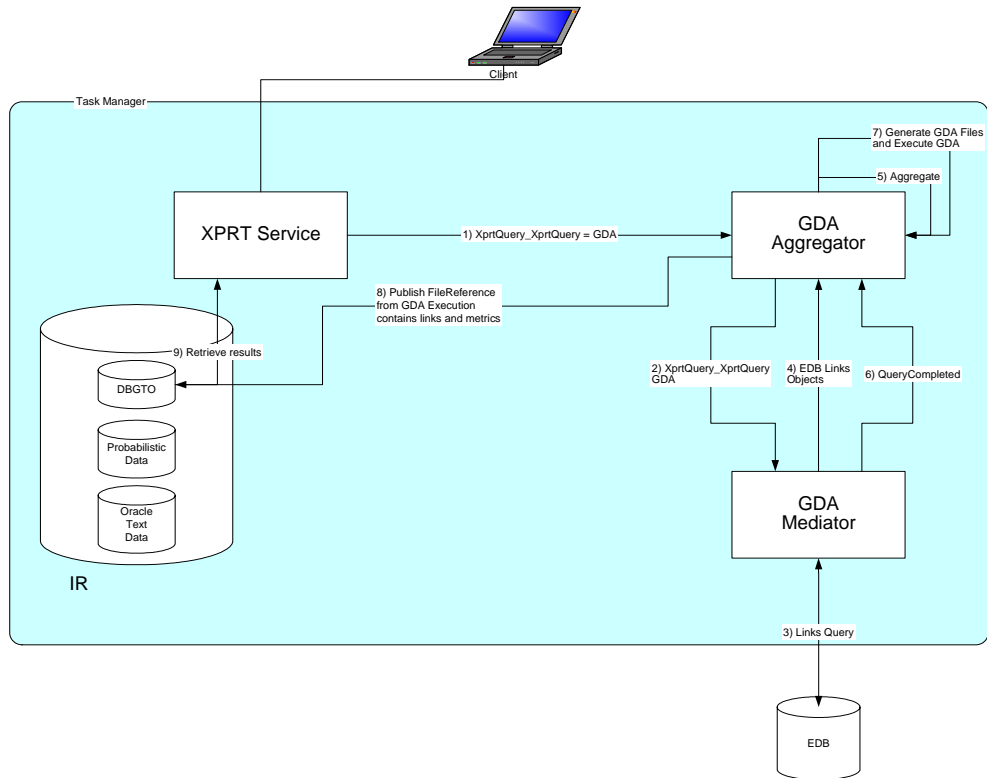 Client
Task Manager
7) Generate GDA Files
and Execute GDA
5) Aggregate
XPRT Service
1) XprtQuery_XprtQuery = GDA
GDA
Aggregator
8) Publish FileReference
from GDA Execution
contains links and metrics
9) Retrieve results
DBGTO
2) XprtQuery_XprtQuery
GDA
4) EDB Links
Objects
6) QueryCompleted
Probabilistic
Data
Oracle
Text
Data
GDA
Mediator
IR
3) Links Query
EDB